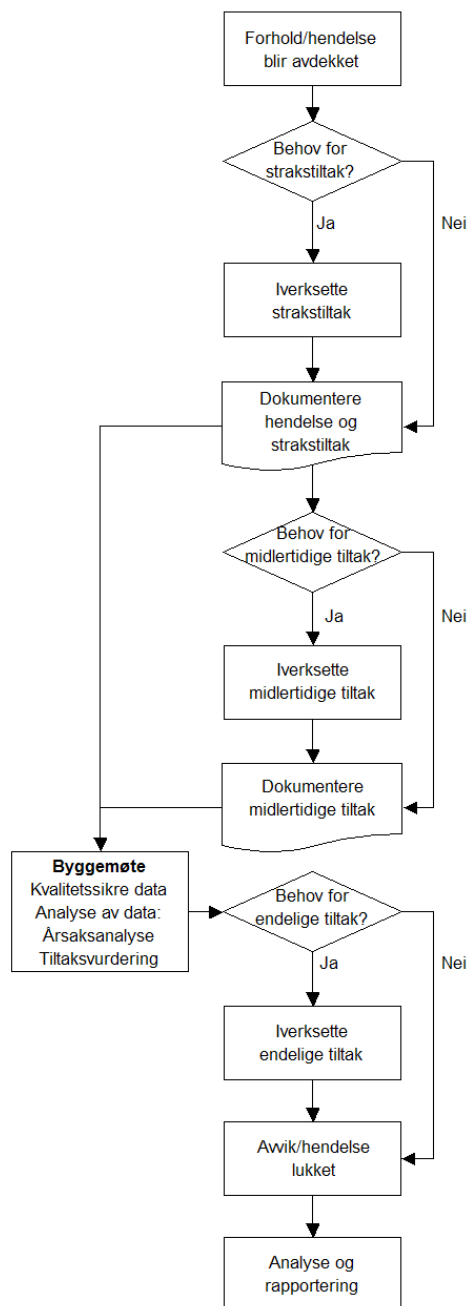 Forhold/hendelse
blir avdekket
Behov for
strakstiltak?
Ja
Nei
Iverksette
strakstiltak
Dokumentere
hendelse og
strakstiltak
Behov for
midlertidige tiltak?
Ja
Nei
Iverksette
midlertidige tiltak
Dokumentere
midlertidige tiltak
Byggemøte
Kvalitetssikre data
Analyse av data:
Årsaksanalyse
Tiltaksvurdering
Behov for
endelige tiltak?
Ja
Nei
Iverksette
endelige tiltak
Avvik/hendelse
lukket
Analyse og
rapportering